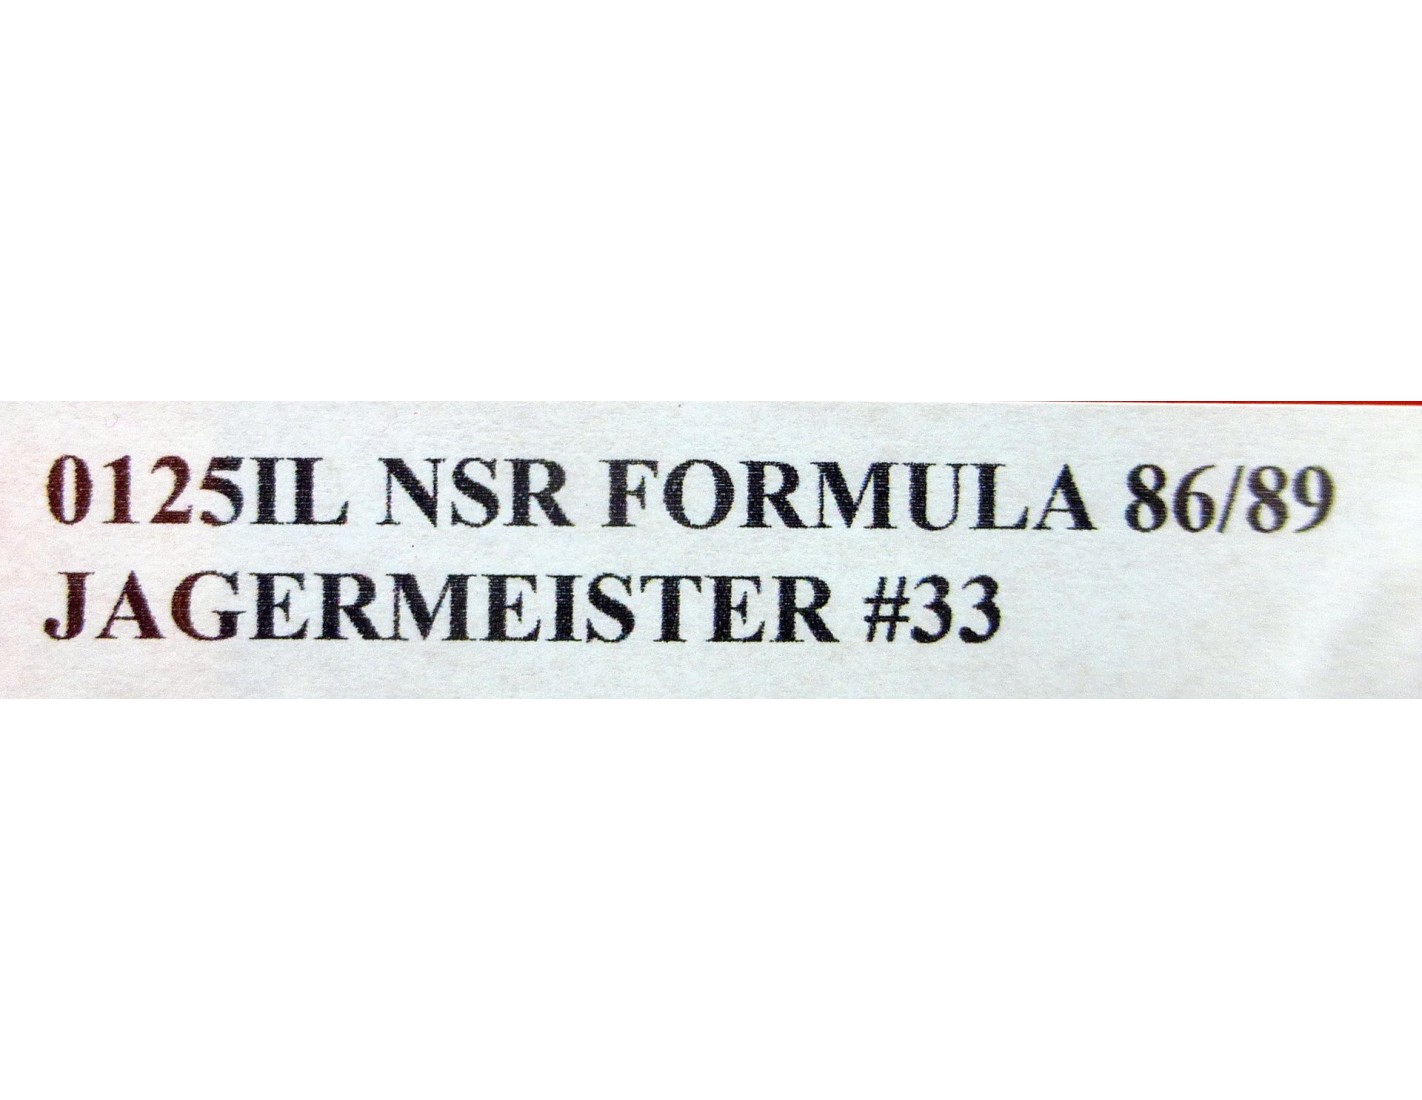 0125IL NSR FORMULA 86/89
JAGERMEISTER #33